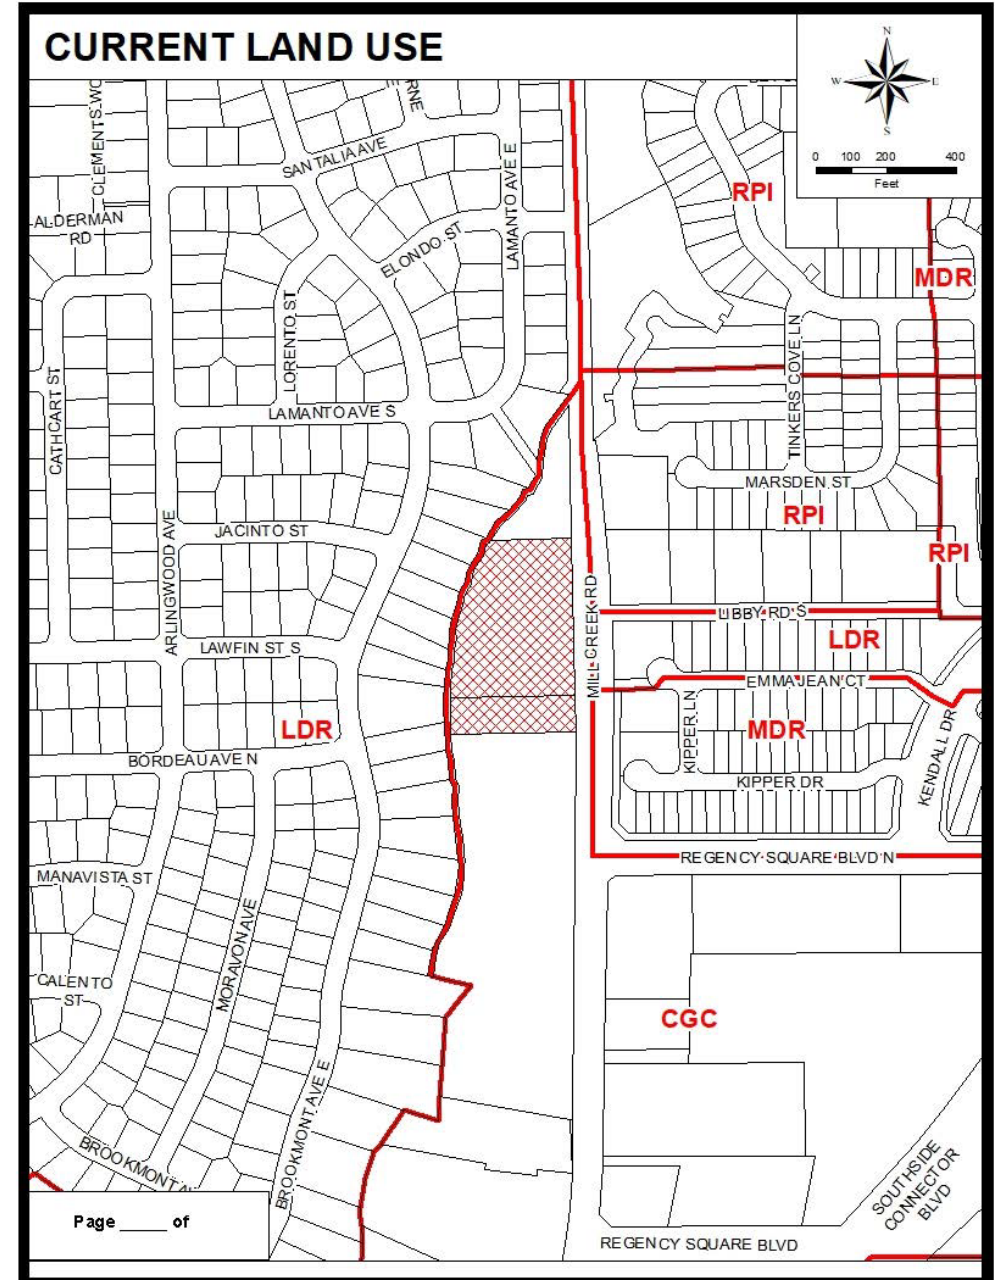 CURRENT LAND USE
N
W
E
S
0 100 200 400
Feet
CLEMENTS WO
RNE
SANTALIA AVE
LAMANTO AVE E
RPI
ALDERMAN
RD
ELONDO ST
MDR
LORENTO ST
TINKERS COVE LN
CATHCART ST
LAMANTO AVE S
MARSDEN ST
RPI
ARLINGWOOD AVE
JACINTO ST
RPI
MILL CREEK RD
LIBBY RD S
LAWFIN ST S
LDR
EMMA JEAN CT
LDR
KIPPER LN
MDR
KENDALL DR
BORDEAU AVE N
KIPPER DR
REGENCY SQUARE BLVD N
MANAVISTA ST
MORAVON AVE
CALENTO
ST
CGC
BROOKMONT AVE E
BROOKMONT A
SOUTHSIDE
CONNECTOR
BLVD
Page _____ of
REGENCY SQUARE BLVD